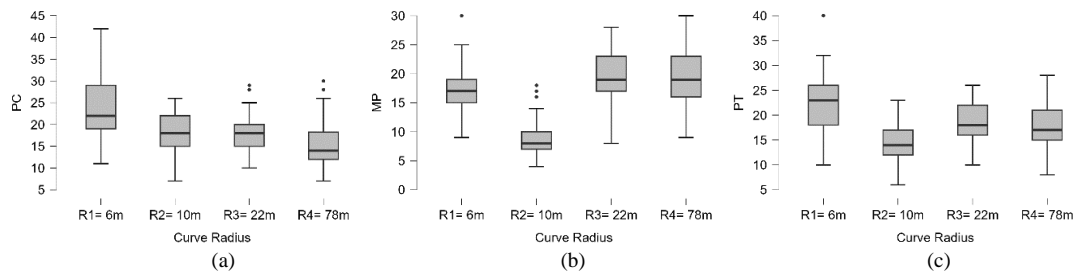 PC
45
40
35
30
25
20
15
10
5
R1= 6m
R2= 10m
R3= 22m
R4= 78m
Curve Radius
(a)
MP
30
25
20
15
10
5
0
R1= 6m
R2= 10m
R3= 22m
R4= 78m
Curve Radius
(b)
PT
40
35
30
25
20
15
10
5
R1= 6m
R2= 10m
R3= 22m
R4= 78m
Curve Radius
(c)